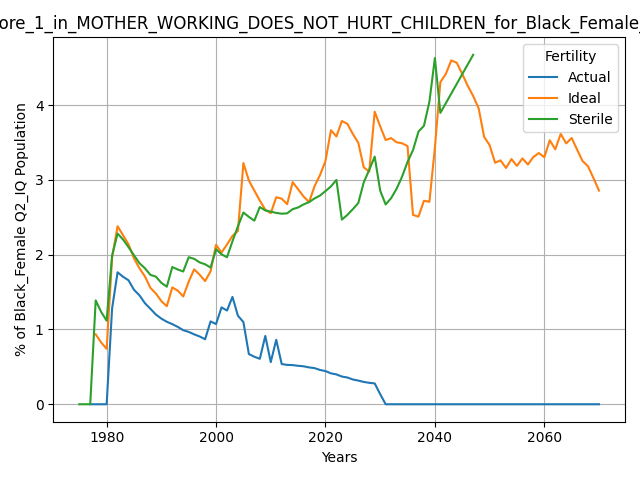 ore_1_in_MOTHER_WORKING_DOES_NOT_HURT_CHILDREN_for_Black_Female_
Fertility
Actual
Ideal
Sterile
% of Black_Female Q2_IQ Population
4
3
2
1
0
1980 2000 2020 2040 2060
Years